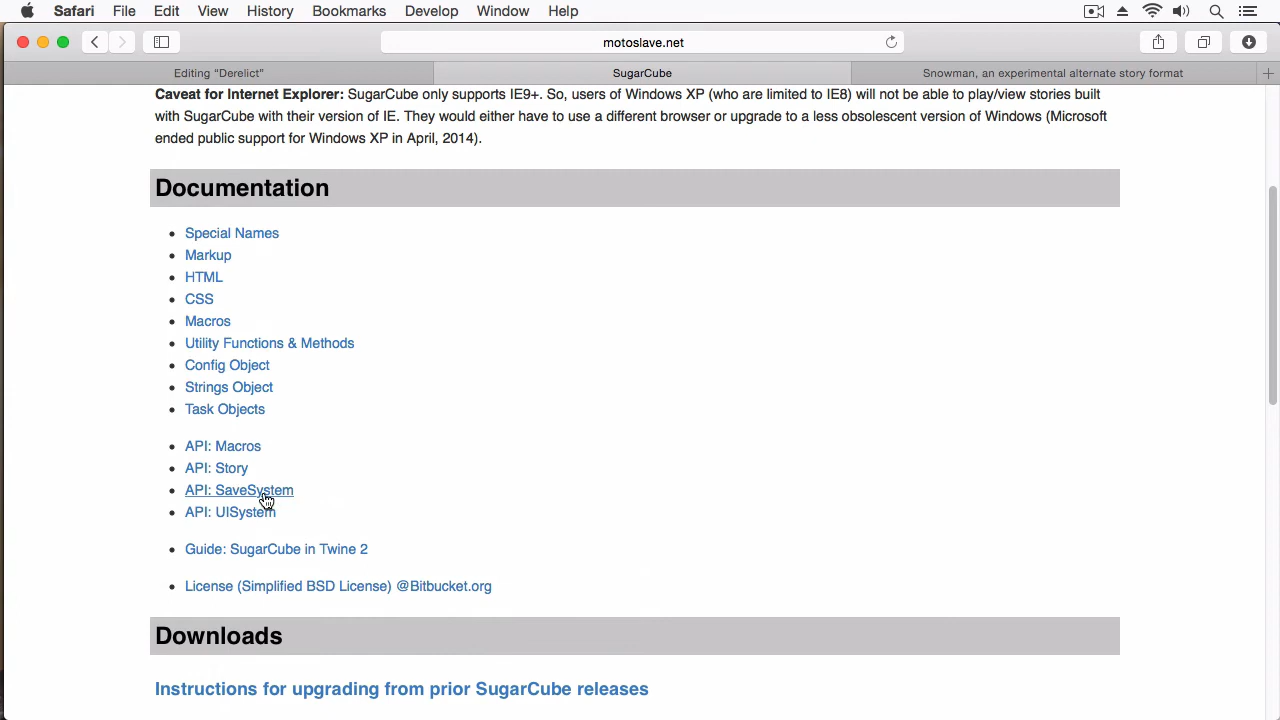 Safari File Edit View History Bookmarks Develop Window Help
motoslave.net
Editing “Derelict” SugarCube Snowman, an experimental alternate story format
Caveat for Internet Explorer: SugarCube only supports IE9+. So, users of Windows XP (who are limited to IE8) will not be able to play/view stories built
with SugarCube with their version of IE. They would either have to use a different browser or upgrade to a less obsolescent version of Windows (Microsoft
ended public support for Windows XP in April, 2014).
Documentation
Special Names
Markup
HTML
CSS
Macros
Utility Functions & Methods
Config Object
Strings Object
Task Objects
API: Macros
API: Story
API: SaveSystem
API: UISystem
Guide: SugarCube in Twine 2
License (Simplified BSD License) @Bitbucket.org
Downloads
Instructions for upgrading from prior SugarCube releases